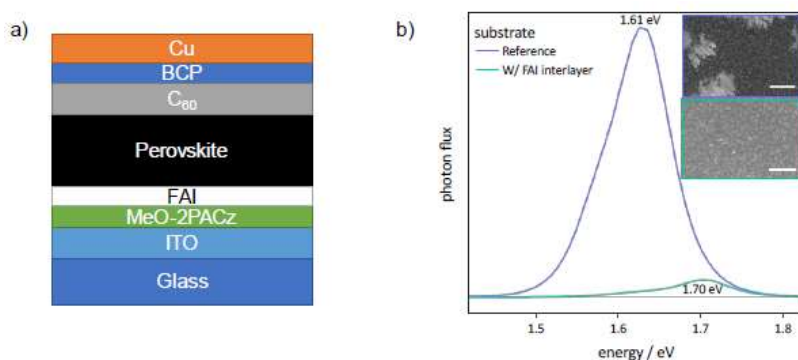 a)
Cu
BCP
C₆₀
Perovskite
FAI
MeO-2PACz
ITO
Glass
b)
substrate
Reference
W/ FAI interlayer
1.61 eV
1.70 eV
photon flux
1.5 1.6 1.7 1.8
energy / eV